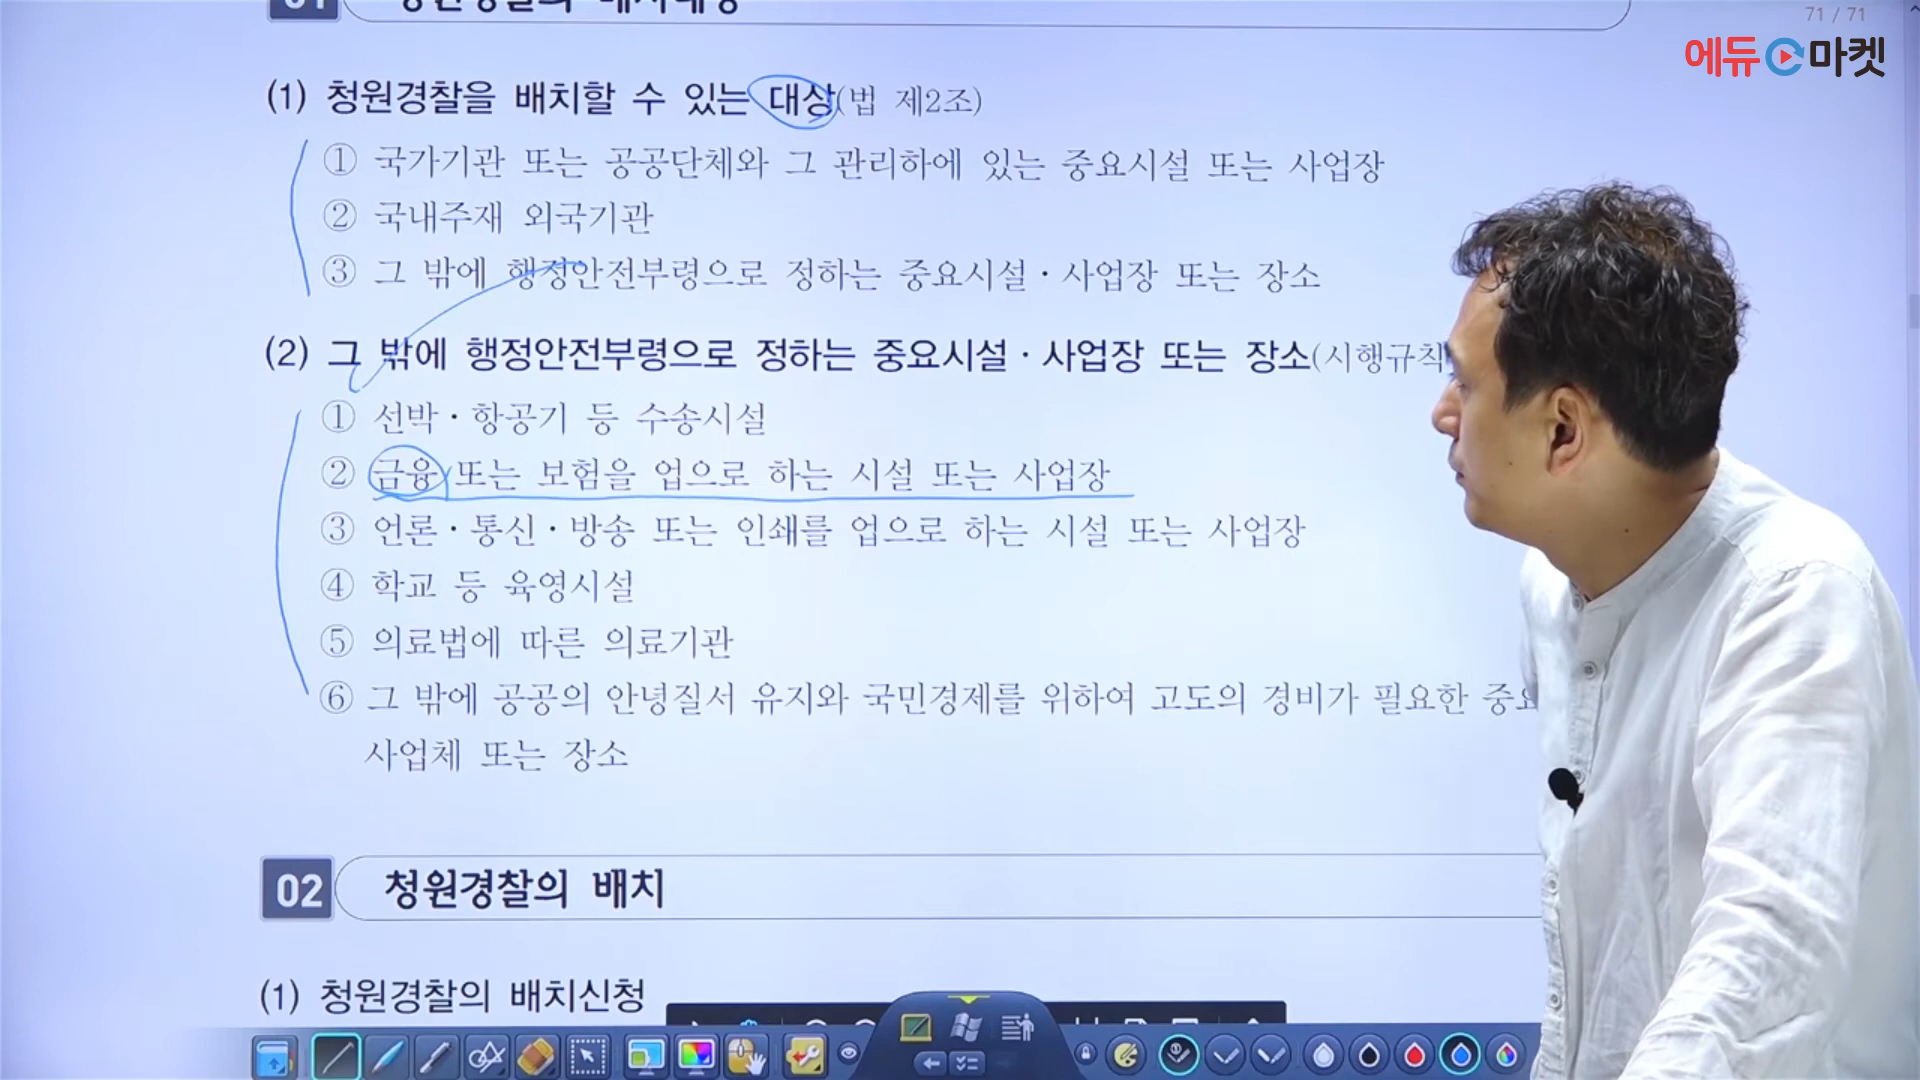 71 / 71
에듀 마켓
01 청원경찰의 배치대상
(1) 청원경찰을 배치할 수 있는 대상(법 제2조)
① 국가기관 또는 공공단체와 그 관리하에 있는 중요시설 또는 사업장
② 국내주재 외국기관
③ 그 밖에 행정안전부령으로 정하는 중요시설·사업장 또는 장소
(2) 그 밖에 행정안전부령으로 정하는 중요시설·사업장 또는 장소(시행규칙
① 선박·항공기 등 수송시설
② 금융 또는 보험을 업으로 하는 시설 또는 사업장
③ 언론·통신·방송 또는 인쇄를 업으로 하는 시설 또는 사업장
④ 학교 등 육영시설
⑤ 의료법에 따른 의료기관
⑥ 그 밖에 공공의 안녕질서 유지와 국민경제를 위하여 고도의 경비가 필요한 중요
사업체 또는 장소
02 청원경찰의 배치
(1) 청원경찰의 배치신청